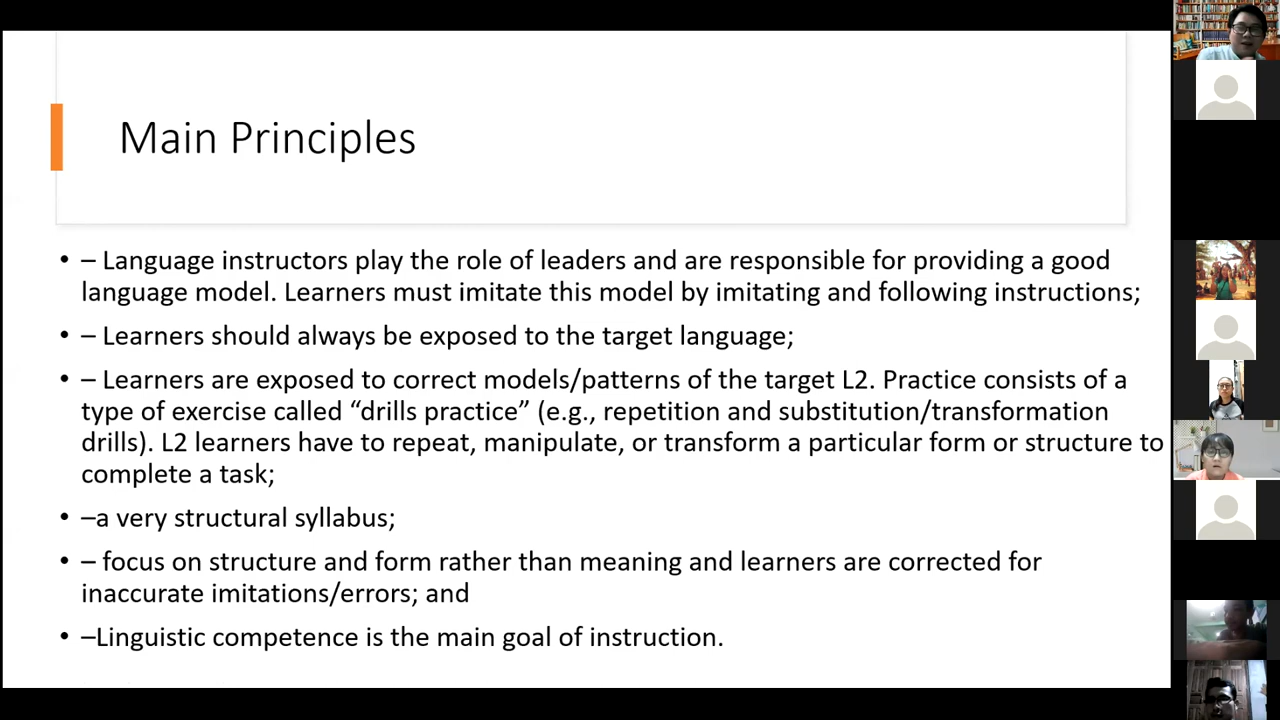 Main Principles
• – Language instructors play the role of leaders and are responsible for providing a good
language model. Learners must imitate this model by imitating and following instructions;
• – Learners should always be exposed to the target language;
• – Learners are exposed to correct models/patterns of the target L2. Practice consists of a
type of exercise called “drills practice” (e.g., repetition and substitution/transformation
drills). L2 learners have to repeat, manipulate, or transform a particular form or structure to
complete a task;
• –a very structural syllabus;
• – focus on structure and form rather than meaning and learners are corrected for
inaccurate imitations/errors; and
• –Linguistic competence is the main goal of instruction.